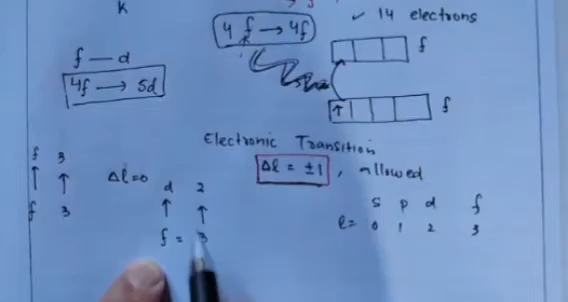 K
4f → 4f
✓ 14 electrons
f
f — d
4f → 5d
↑ f
Electronic Transition
Δl = ±1, allowed
f 3
↑ ↑
f 3
Δl=0
d 2
↑ ↑
f = 3
s p d f
l= 0 1 2 3